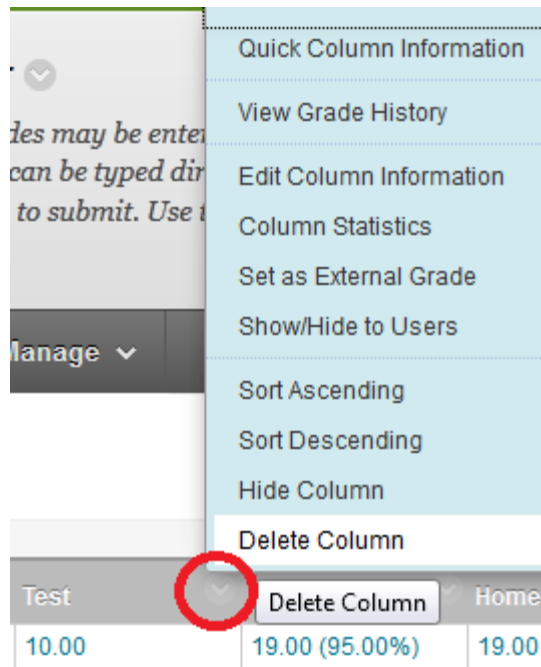 Quick Column Information
View Grade History
des may be enter
can be typed dir
Edit Column Information
to submit. Use t
Column Statistics
Set as External Grade
Show/Hide to Users
Manage
Sort Ascending
Sort Descending
Hide Column
Delete Column
Test
Delete Column
Home
10.00
19.00 (95.00%)
19.00